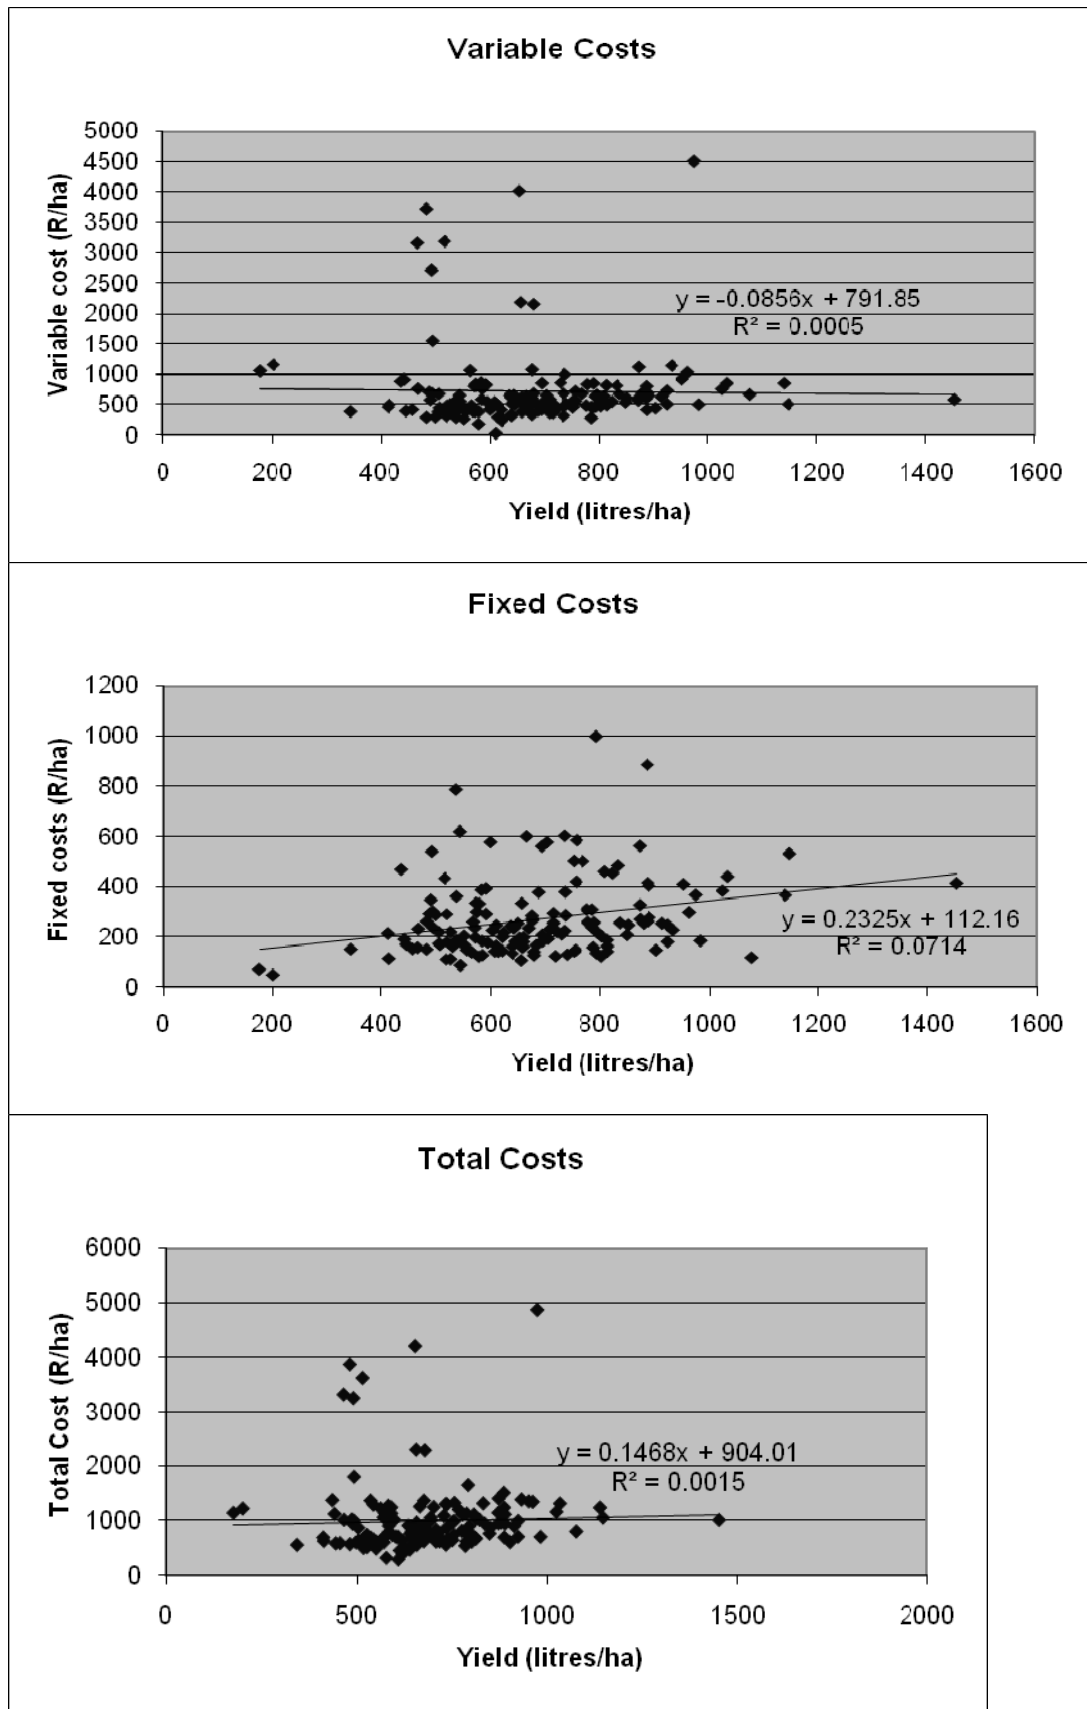 Variable Costs
5000
4500
4000
3500
3000
2500
2000
1500
1000
500
0
Variable cost (R/ha)
y = -0.0856x + 791.85
R² = 0.0005
0 200 400 600 800 1000 1200 1400 1600
Yield (litres/ha)
Fixed Costs
1200
1000
800
600
400
200
0
Fixed costs (R/ha)
y = 0.2325x + 112.16
R² = 0.0714
0 200 400 600 800 1000 1200 1400 1600
Yield (litres/ha)
Total Costs
6000
5000
4000
3000
2000
1000
0
Total Cost (R/ha)
y = 0.1468x + 904.01
R² = 0.0015
0 500 1000 1500 2000
Yield (litres/ha)